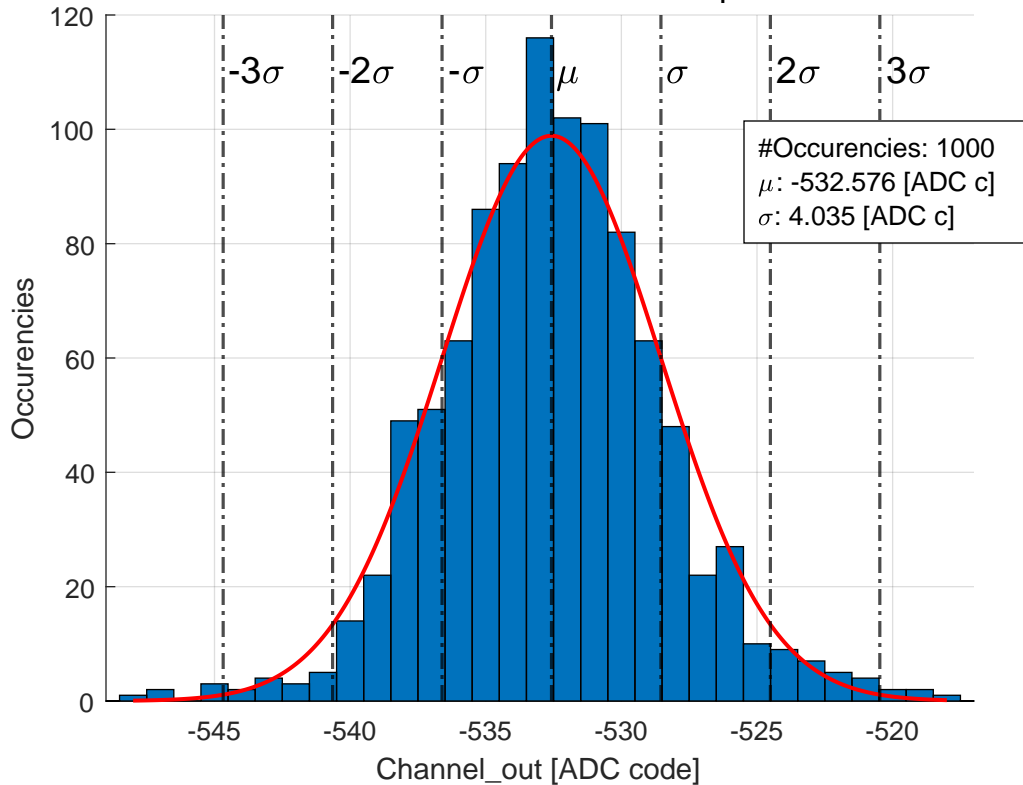 120
100
80
60
40
20
0
-3σ -2σ -σ μ σ 2σ 3σ
#Occurencies: 1000
μ: -532.576 [ADC c]
σ: 4.035 [ADC c]
Occurencies
-545 -540 -535 -530 -525 -520
Channel_out [ADC code]